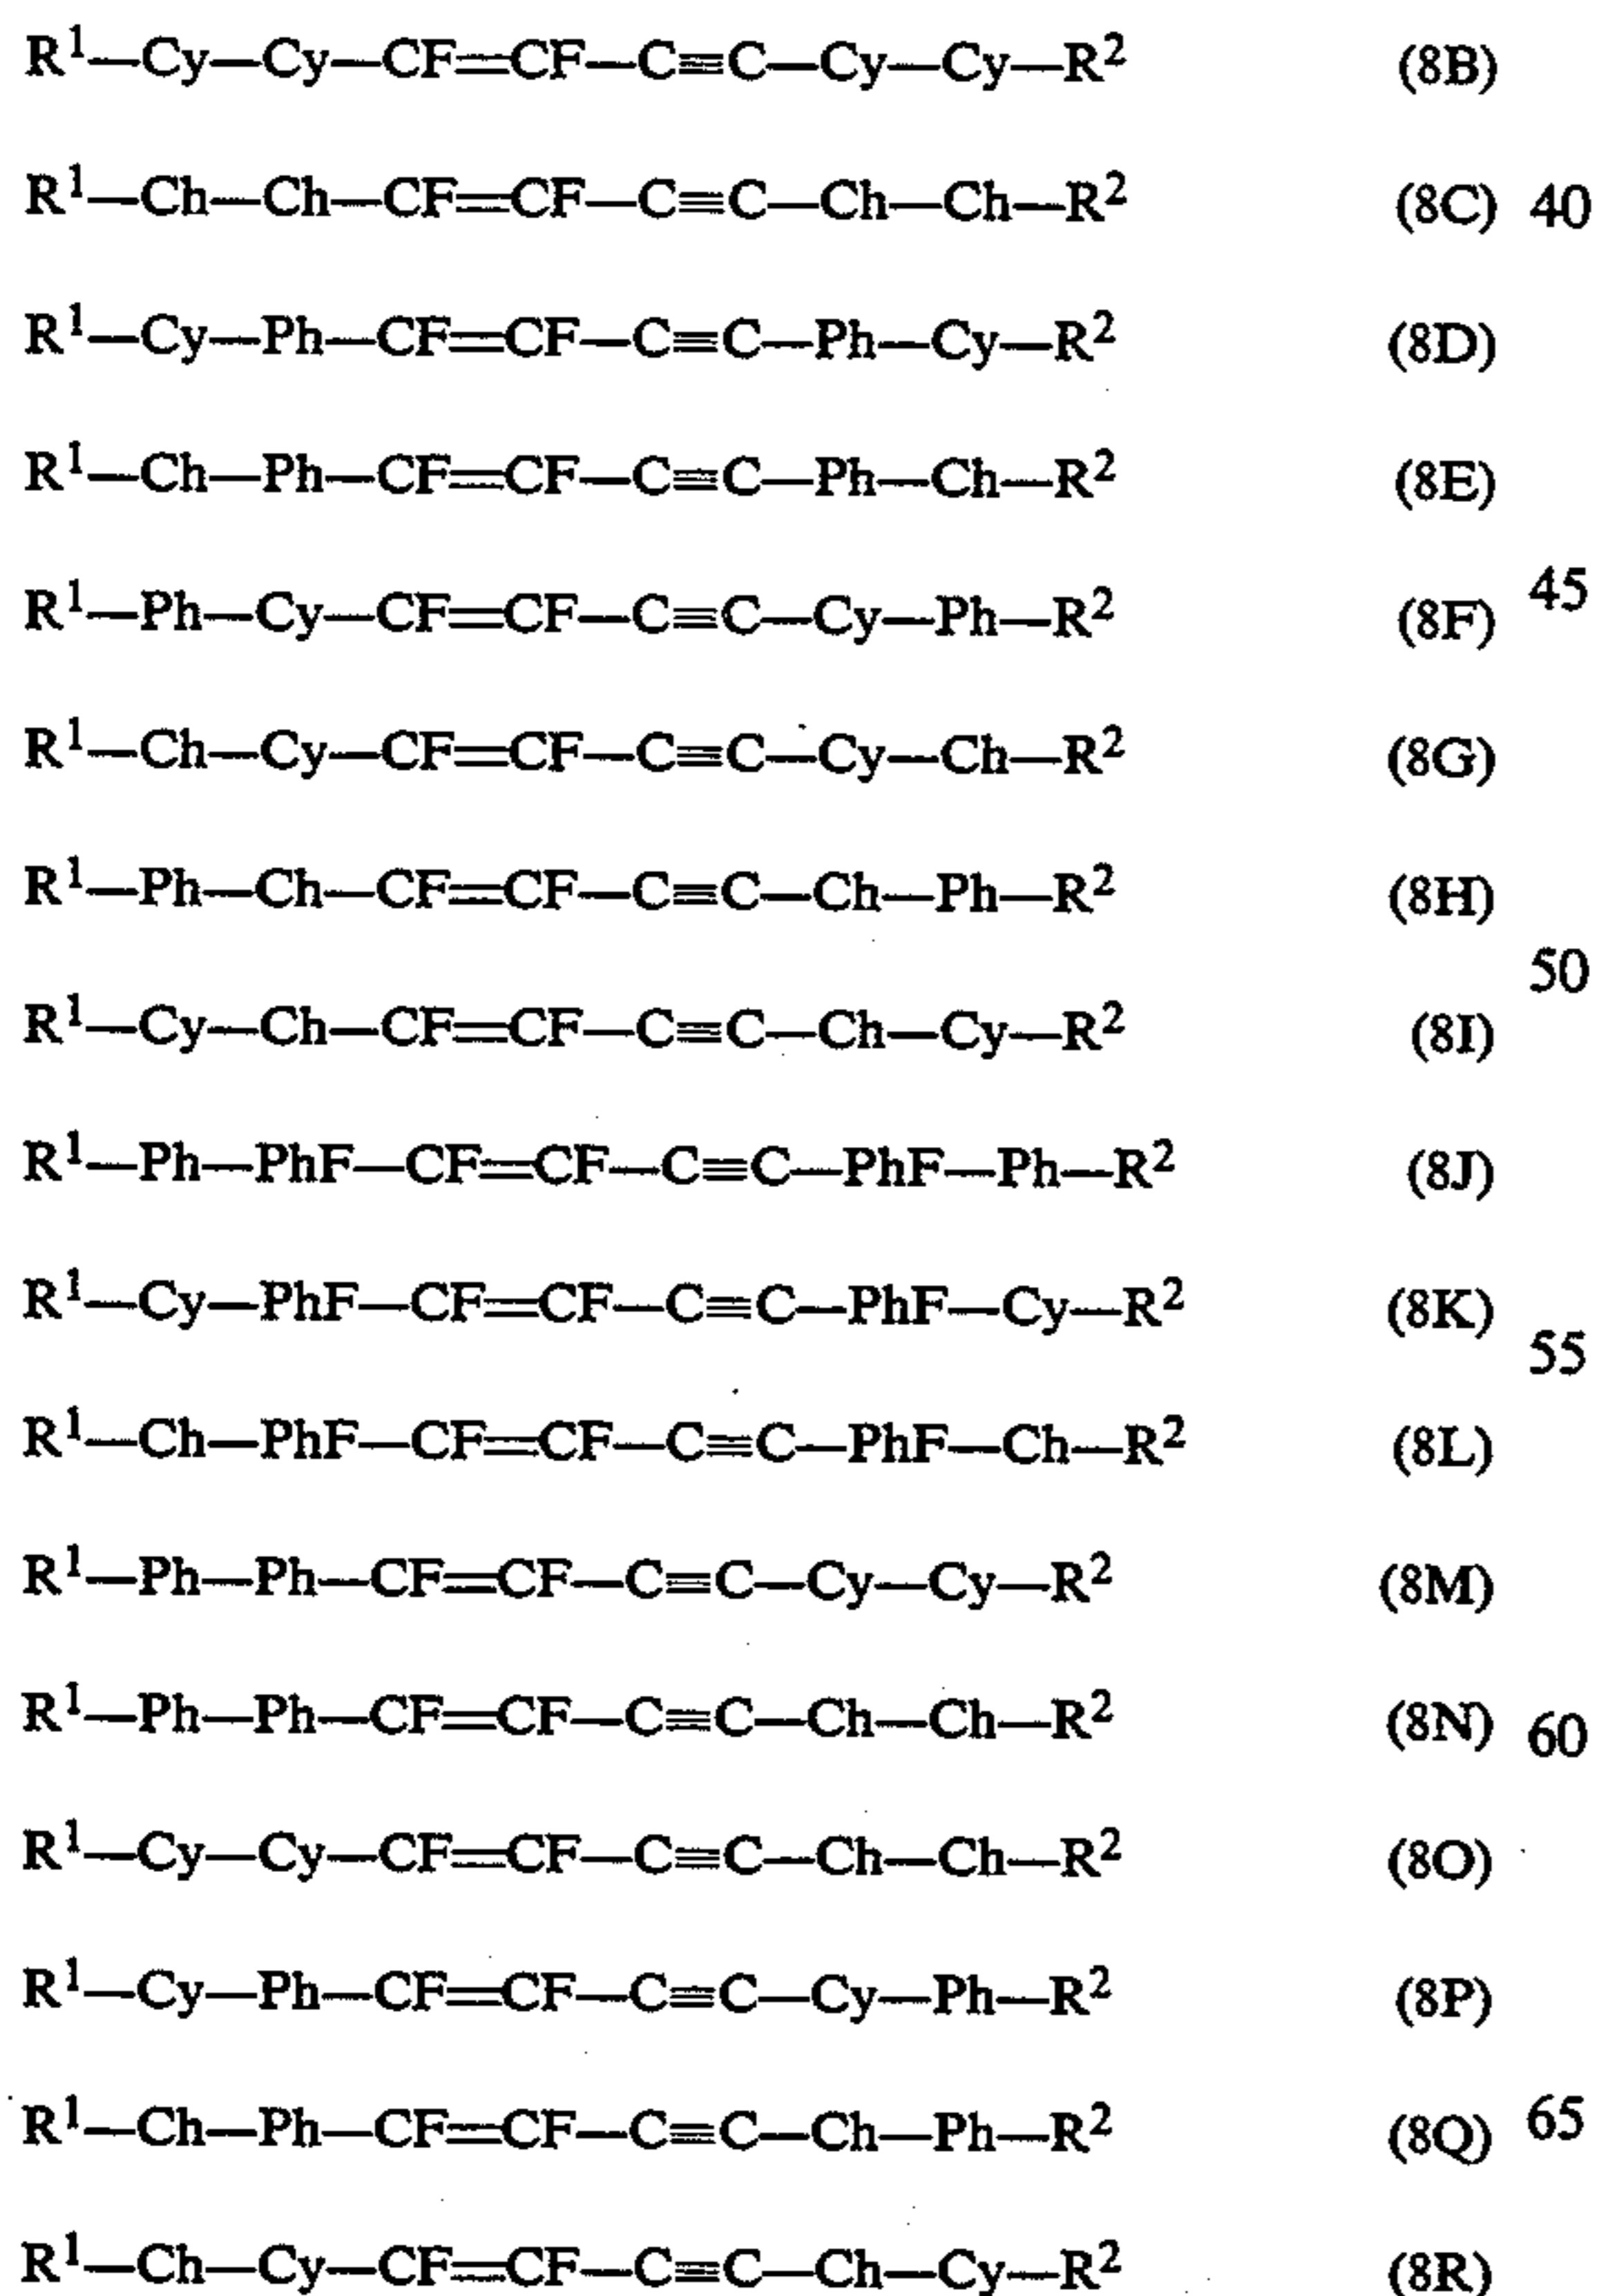 R¹—Cy—Cy—CF=CF—C≡C—Cy—Cy—R² (8B)
R¹—Ch—Ch—CF=CF—C≡C—Ch—Ch—R² (8C) 40
R¹—Cy—Ph—CF=CF—C≡C—Ph—Cy—R² (8D)
R¹—Ch—Ph—CF=CF—C≡C—Ph—Ch—R² (8E)
R¹—Ph—Cy—CF=CF—C≡C—Cy—Ph—R² (8F) 45
R¹—Ch—Cy—CF=CF—C≡C—Cy—Ch—R² (8G)
R¹—Ph—Ch—CF=CF—C≡C—Ch—Ph—R² (8H)
50
R¹—Cy—Ch—CF=CF—C≡C—Ch—Cy—R² (8I)
R¹—Ph—PhF—CF=CF—C≡C—PhF—Ph—R² (8J)
R¹—Cy—PhF—CF=CF—C≡C—PhF—Cy—R² (8K)
55
R¹—Ch—PhF—CF=CF—C≡C—PhF—Ch—R² (8L)
R¹—Ph—Ph—CF=CF—C≡C—Cy—Cy—R² (8M)
R¹—Ph—Ph—CF=CF—C≡C—Ch—Ch—R² (8N) 60
R¹—Cy—Cy—CF=CF—C≡C—Ch—Ch—R² (8O)
R¹—Cy—Ph—CF=CF—C≡C—Cy—Ph—R² (8P)
R¹—Ch—Ph—CF=CF—C≡C—Ch—Ph—R² (8Q) 65
R¹—Ch—Cy—CF=CF—C≡C—Ch—Cy—R² (8R)